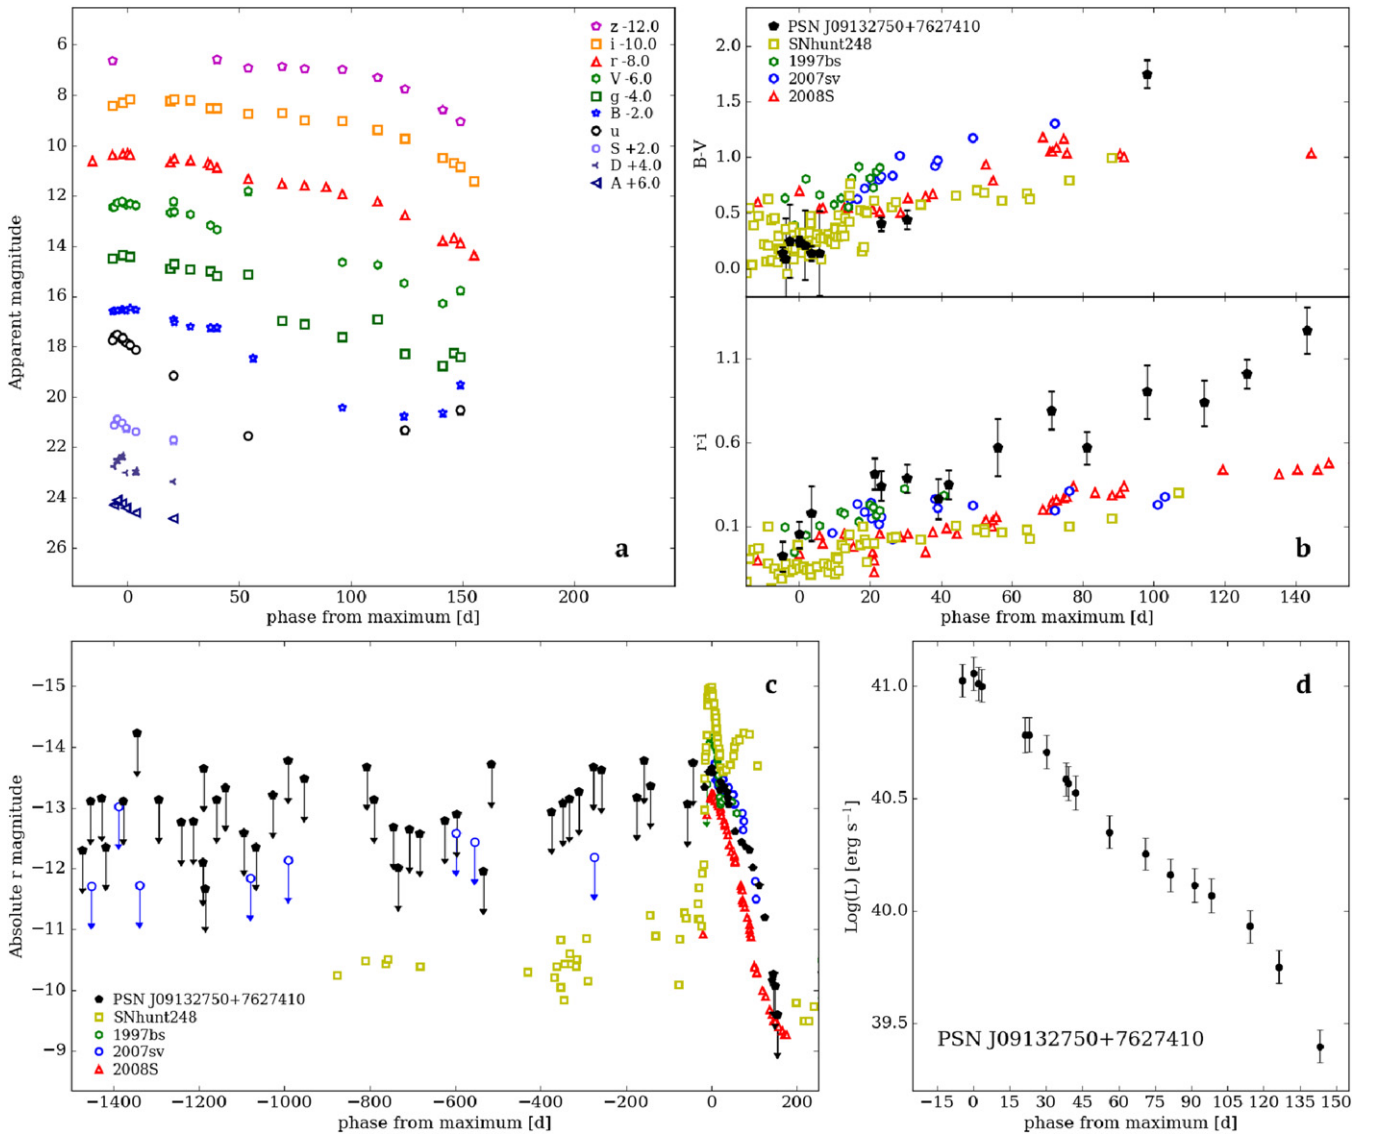 6
8
10
12
14
16
18
20
22
24
26
Apparent magnitude
z -12.0
i -10.0
r -8.0
V -6.0
g -4.0
B -2.0
u
S +2.0
D +4.0
A +6.0
a
0 50 100 150 200
phase from maximum [d]
2.0
1.5
1.0
0.5
0.0
B-V
PSN J09132750+7627410
SNhunt248
1997bs
2007sv
2008S
1.1
0.6
0.1
r-i
b
0 20 40 60 80 100 120 140
phase from maximum [d]
−15
−14
−13
−12
−11
−10
−9
Absolute r magnitude
c
PSN J09132750+7627410
SNhunt248
1997bs
2007sv
2008S
−1400 −1200 −1000 −800 −600 −400 −200 0 200
phase from maximum [d]
41.0
40.5
40.0
39.5
Log(L) [erg s⁻¹]
d
PSN J09132750+7627410
−15 0 15 30 45 60 75 90 105 120 135 150
phase from maximum [d]